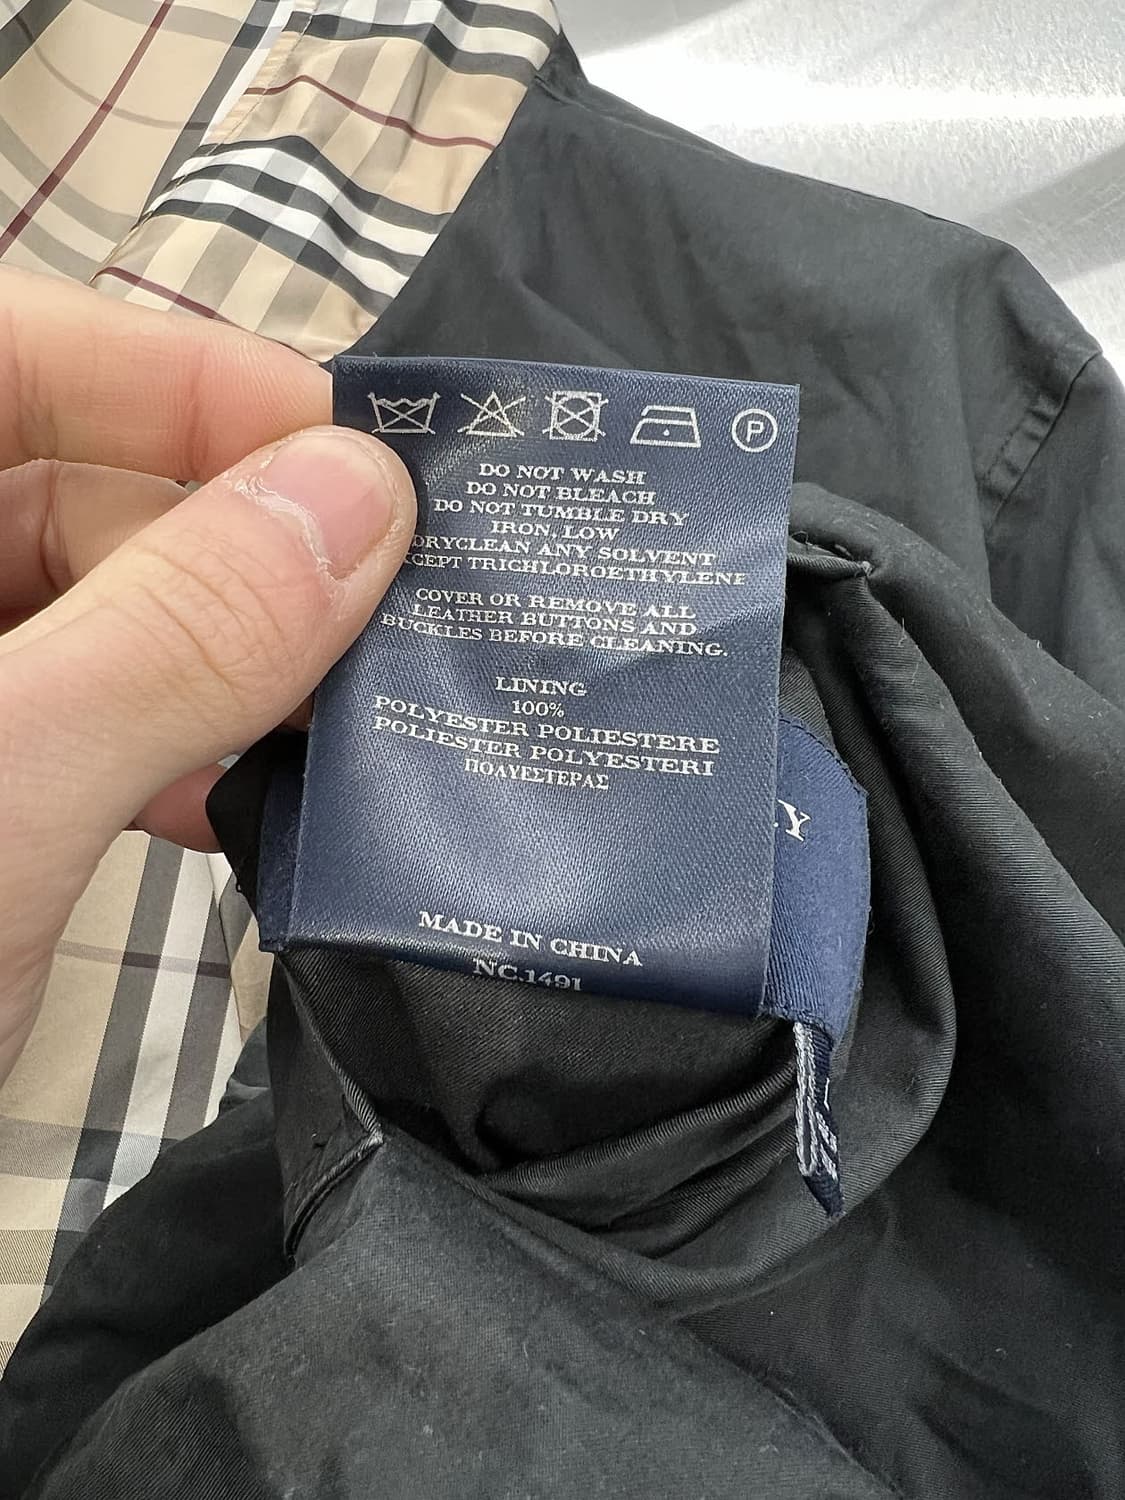 P
DO NOT WASH
DO NOT BLEACH
DO NOT TUMBLE DRY
IRON, LOW
DRYCLEAN ANY SOLVENT
CEPT TRICHLOROETHYLENE
COVER OR REMOVE ALL
LEATHER BUTTONS AND
BUCKLES BEFORE CLEANING.
LINING
100%
POLYESTER POLIESTERE
POLIESTER POLYESTERI
ΠΟΛΥΕΣΤΕΡΑΣ
MADE IN CHINA
NC.1491
Y